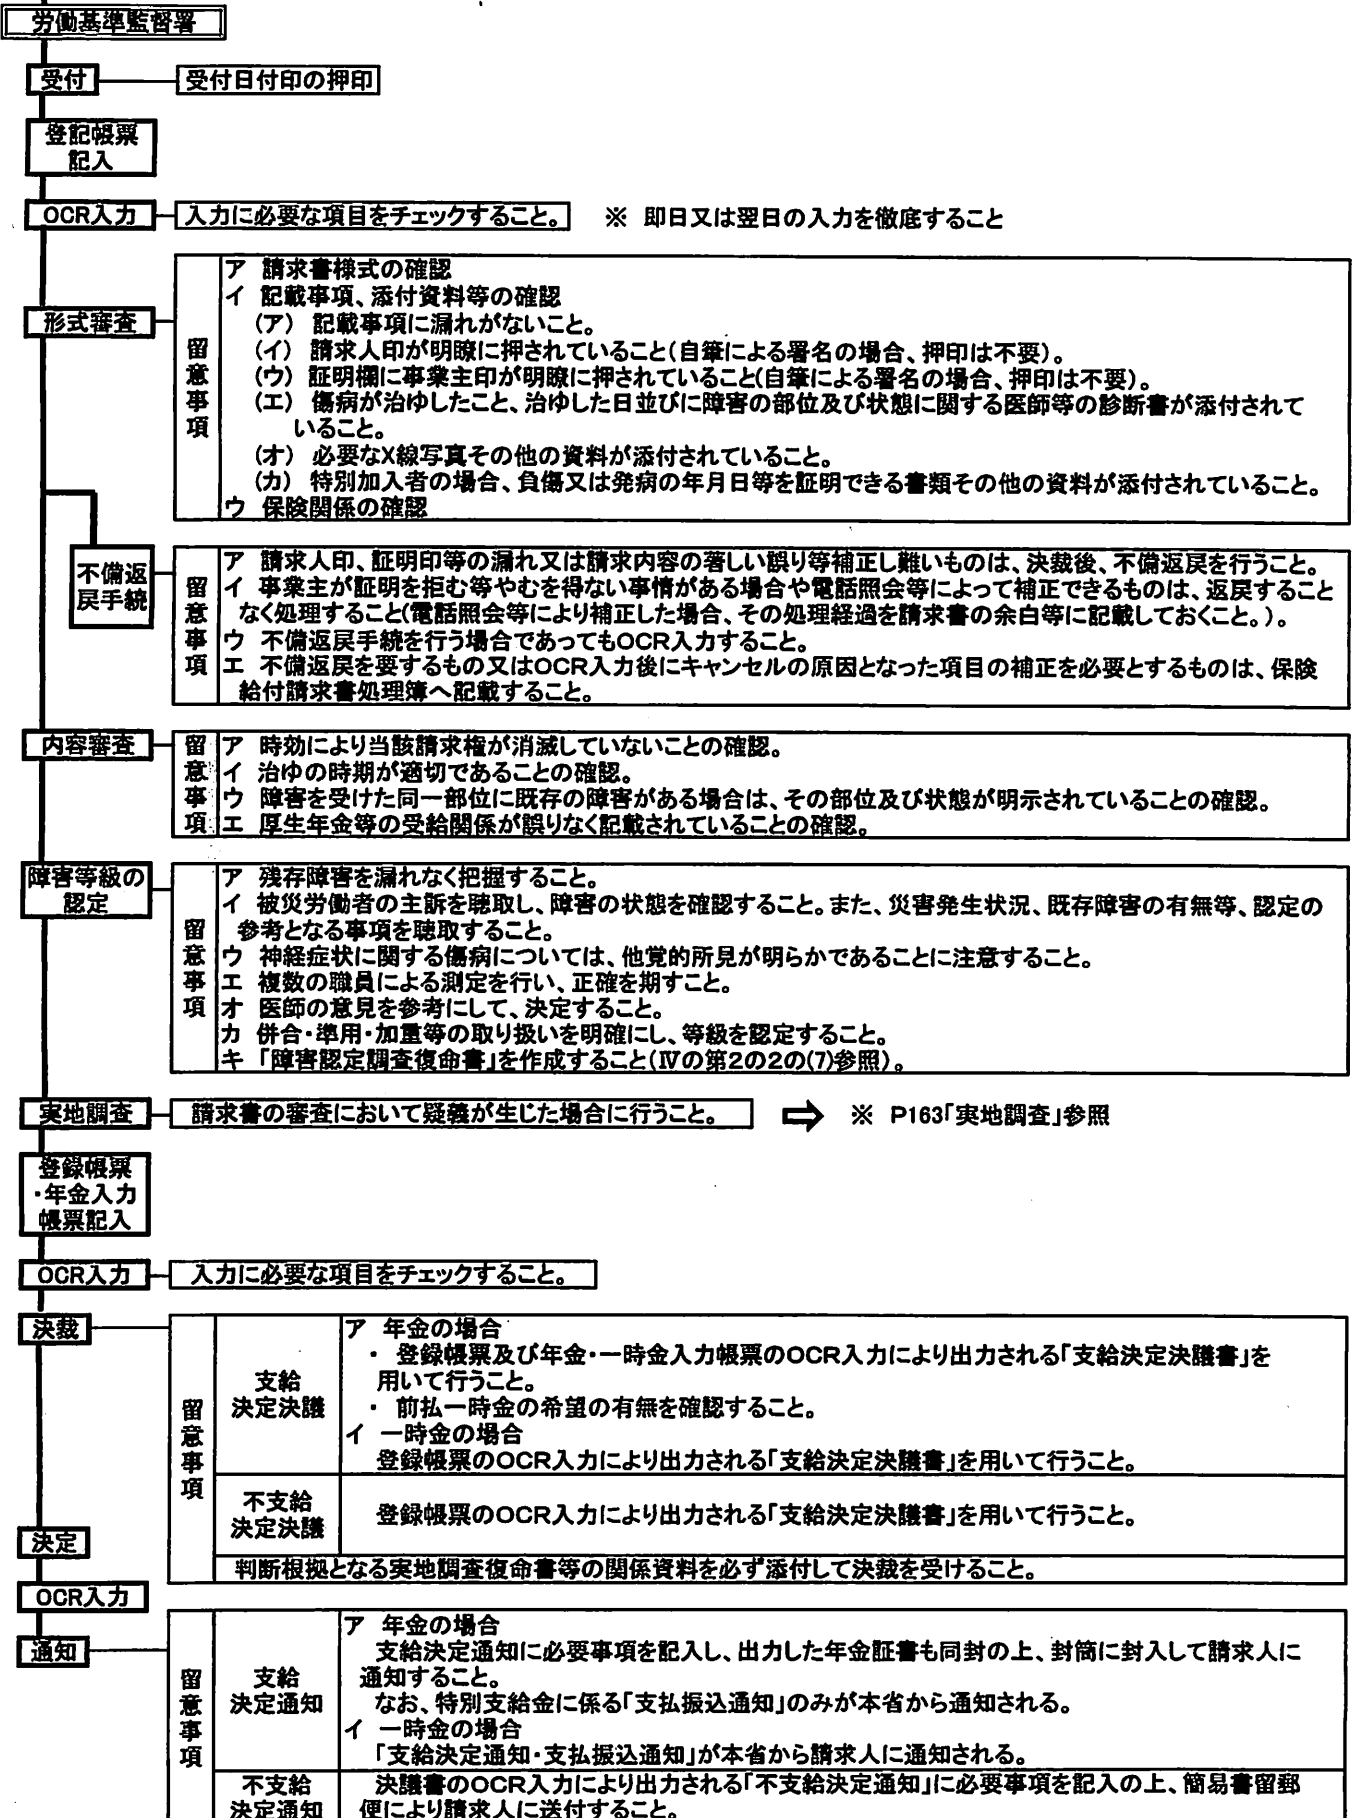 労働基準監督署
受付
受付日付印の押印
登記帳票
記入
OCR入力
入力に必要な項目をチェックすること。
※ 即日又は翌日の入力を徹底すること
形式審査
留意事項
ア 請求書様式の確認
イ 記載事項、添付資料等の確認
(ア) 記載事項に漏れがないこと。
(イ) 請求人印が明瞭に押されていること(自筆による署名の場合、押印は不要)。
(ウ) 証明欄に事業主印が明瞭に押されていること(自筆による署名の場合、押印は不要)。
(エ) 傷病が治ゆしたこと、治ゆした日並びに障害の部位及び状態に関する医師等の診断書が添付されて
いること。
(オ) 必要なX線写真その他の資料が添付されていること。
(カ) 特別加入者の場合、負傷又は発病の年月日等を証明できる書類その他の資料が添付されていること。
ウ 保険関係の確認
不備返
戻手続
留意事項
ア 請求人印、証明印等の漏れ又は請求内容の著しい誤り等補正し難いものは、決裁後、不備返戻を行うこと。
イ 事業主が証明を拒む等やむを得ない事情がある場合や電話照会等によって補正できるものは、返戻すること
なく処理すること(電話照会等により補正した場合、その処理経過を請求書の余白等に記載しておくこと。)。
ウ 不備返戻手続を行う場合であってもOCR入力すること。
エ 不備返戻を要するもの又はOCR入力後にキャンセルの原因となった項目の補正を必要とするものは、保険
給付請求書処理簿へ記載すること。
内容審査
留意事項
ア 時効により当該請求権が消滅していないことの確認。
イ 治ゆの時期が適切であることの確認。
ウ 障害を受けた同一部位に既存の障害がある場合は、その部位及び状態が明示されていることの確認。
エ 厚生年金等の受給関係が誤りなく記載されていることの確認。
障害等級の
認定
留意事項
ア 残存障害を漏れなく把握すること。
イ 被災労働者の主訴を聴取し、障害の状態を確認すること。また、災害発生状況、既存障害の有無等、認定の
参考となる事項を聴取すること。
ウ 神経症状に関する傷病については、他覚的所見が明らかであることに注意すること。
エ 複数の職員による測定を行い、正確を期すこと。
オ 医師の意見を参考にして、決定すること。
カ 併合・準用・加重等の取り扱いを明確にし、等級を認定すること。
キ 「障害認定調査復命書」を作成すること(Ⅳの第2の2の(7)参照)。
実地調査
請求書の審査において疑義が生じた場合に行うこと。
⇨ ※ P163「実地調査」参照
登録帳票
・年金入力
帳票記入
OCR入力
入力に必要な項目をチェックすること。
決裁
留意事項
支給
決定決議
ア 年金の場合
・ 登録帳票及び年金・一時金入力帳票のOCR入力により出力される「支給決定決議書」を
用いて行うこと。
・ 前払一時金の希望の有無を確認すること。
イ 一時金の場合
登録帳票のOCR入力により出力される「支給決定決議書」を用いて行うこと。
不支給
決定決議
登録帳票のOCR入力により出力される「支給決定決議書」を用いて行うこと。
判断根拠となる実地調査復命書等の関係資料を必ず添付して決裁を受けること。
決定
OCR入力
通知
留意事項
支給
決定通知
ア 年金の場合
支給決定通知に必要事項を記入し、出力した年金証書も同封の上、封筒に封入して請求人に
通知すること。
なお、特別支給金に係る「支払振込通知」のみが本省から通知される。
イ 一時金の場合
「支給決定通知・支払振込通知」が本省から請求人に通知される。
不支給
決定通知
決議書のOCR入力により出力される「不支給決定通知」に必要事項を記入の上、簡易書留郵
便により請求人に送付すること。